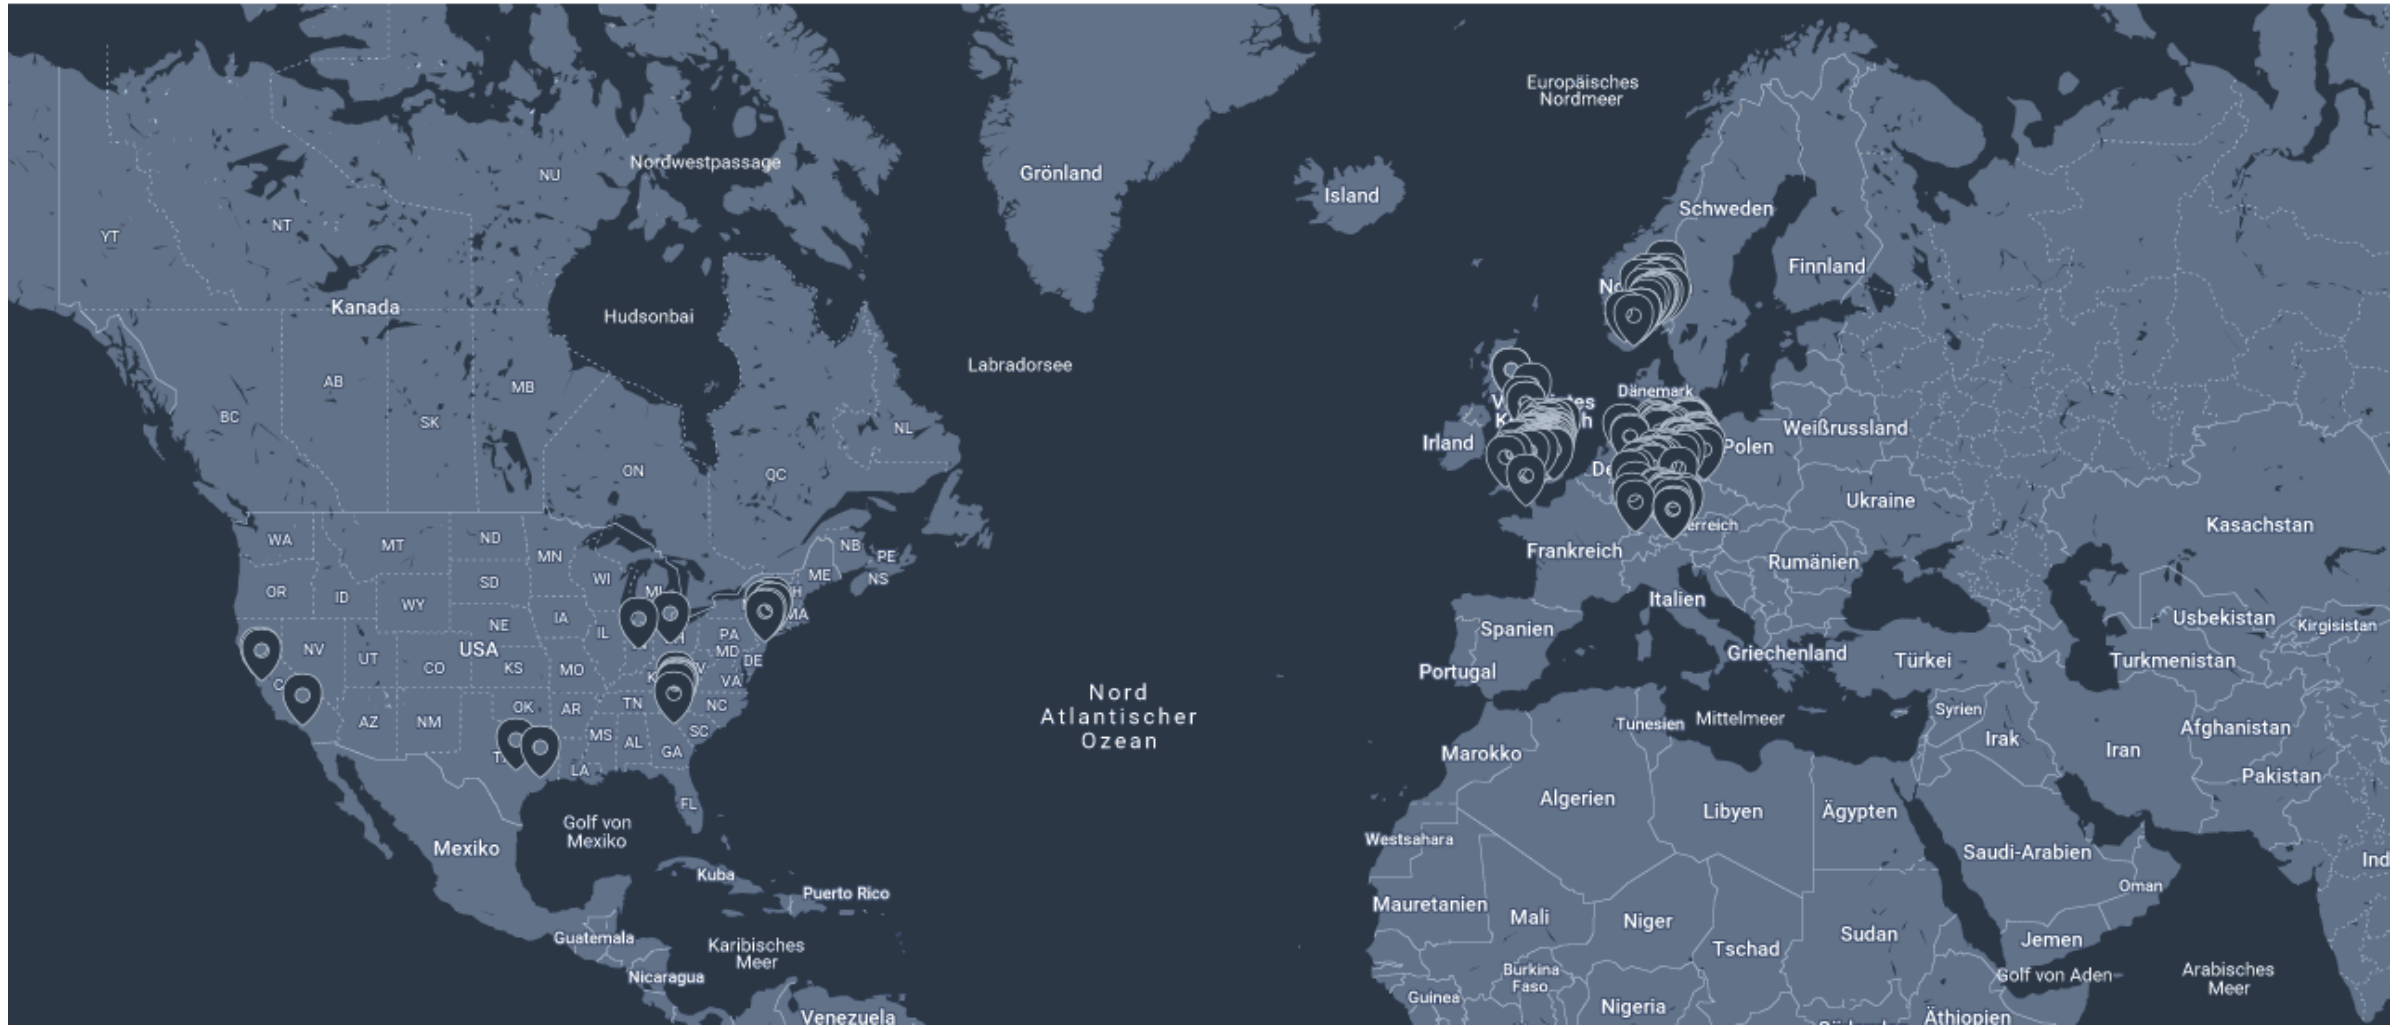 Europäisches
Nordmeer
Nordwestpassage
NU
Grönland
Island
Schweden
NT
YT
Finnland
Kanada
Hudsonbai
Labradorsee
AB
MB
BC
SK
NL
Dänemark
Irland
Weißrussland
Polen
ON
QC
Ukraine
Kasachstan
WA
MT
ND
MN
NB
PE
erreich
Frankreich
Rumänien
OR
ID
WY
SD
WI
MI
ME
NS
Italien
MA
NE
IA
IL
PA
Spanien
Usbekistan
Kirgisistan
NV
UT
CO
USA
KS
MO
MD
DE
VA
Portugal
Griechenland
Türkei
Turkmenistan
Nord
Atlantischer
Ozean
AZ
NM
OK
AR
TN
NC
SC
Tunesien
Mittelmeer
Syrien
Afghanistan
MS
AL
GA
LA
Marokko
Irak
Iran
Pakistan
FL
Algerien
Libyen
Ägypten
Golf von
Mexiko
Mexiko
Westsahara
Saudi-Arabien
Ind
Kuba
Puerto Rico
Oman
Mauretanien
Mali
Niger
Tschad
Sudan
Jemen
Guatemala
Karibisches
Meer
Nicaragua
Burkina
Faso
Golf von Aden
Arabisches
Meer
Guinea
Nigeria
Venezuela
Äthiopien